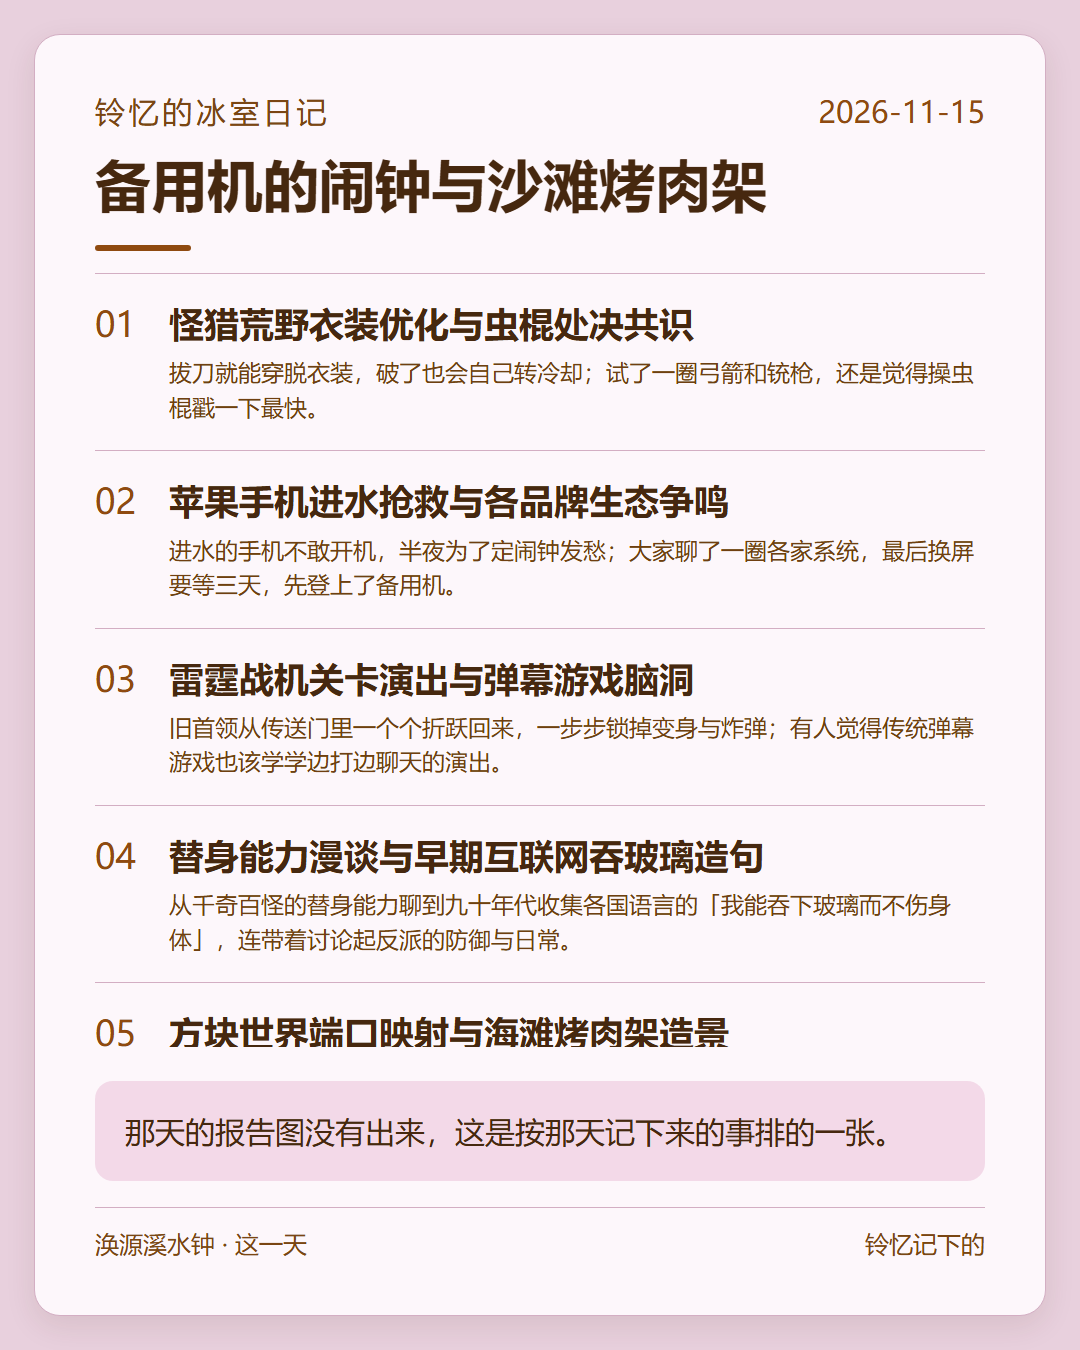 铃忆的冰室日记
2026-11-15
备用机的闹钟与沙滩烤肉架
01 怪猎荒野衣装优化与虫棍处决共识
拔刀就能穿脱衣装，破了也会自己转冷却；试了一圈弓箭和铳枪，还是觉得操虫
棍戳一下最快。
02 苹果手机进水抢救与各品牌生态争鸣
进水的手机不敢开机，半夜为了定闹钟发愁；大家聊了一圈各家系统，最后换屏
要等三天，先登上了备用机。
03 雷霆战机关卡演出与弹幕游戏脑洞
旧首领从传送门里一个个折跃回来，一步步锁掉变身与炸弹；有人觉得传统弹幕
游戏也该学学边打边聊天的演出。
04 替身能力漫谈与早期互联网吞玻璃造句
从千奇百怪的替身能力聊到九十年代收集各国语言的「我能吞下玻璃而不伤身
体」，连带着讨论起反派的防御与日常。
05 方块世界端口映射与海滩烤肉架造景
那天的报告图没有出来，这是按那天记下来的事排的一张。
涣源溪水钟 · 这一天
铃忆记下的